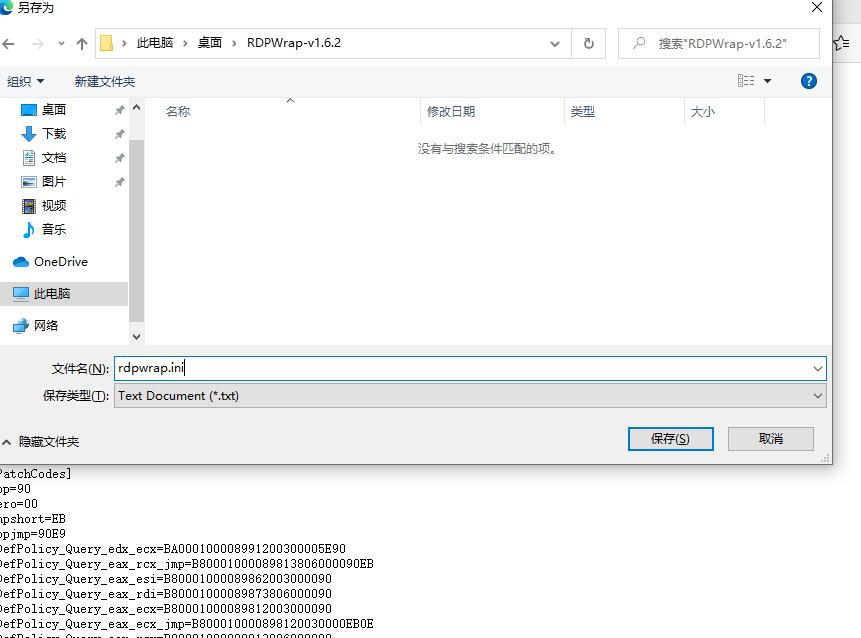 另存为
此电脑 桌面 RDPWrap-v1.6.2
搜索"RDPWrap-v1.6.2"
组织 新建文件夹
名称 修改日期 类型 大小
没有与搜索条件匹配的项。
桌面
下载
文档
图片
视频
音乐
OneDrive
此电脑
网络
文件名(N): rdpwrap.ini
保存类型(T): Text Document (*.txt)
隐藏文件夹
保存(S) 取消
PatchCodes]
op=90
ero=00
mpshort=EB
opjmp=90E9
DefPolicy_Query_edx_ecx=BA000100008991200300005E90
DefPolicy_Query_eax_rcx_jmp=B80001000089813806000090EB
DefPolicy_Query_eax_esi=B80001000089862003000090
DefPolicy_Query_eax_rdi=B80001000089873806000090
DefPolicy_Query_eax_ecx=B80001000089812003000090
DefPolicy_Query_eax_ecx_jmp=B800010000898120030000EB0E